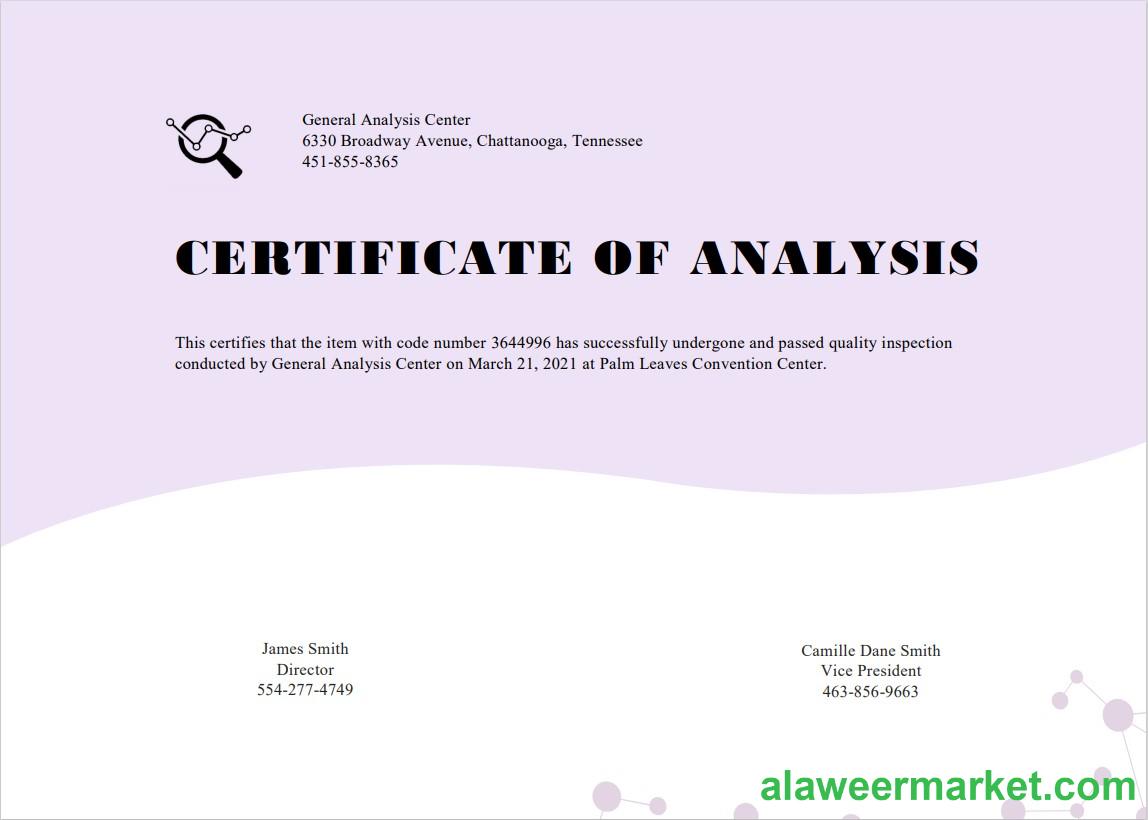 General Analysis Center
6330 Broadway Avenue, Chattanooga, Tennessee
451-855-8365
CERTIFICATE OF ANALYSIS
This certifies that the item with code number 3644996 has successfully undergone and passed quality inspection
conducted by General Analysis Center on March 21, 2021 at Palm Leaves Convention Center.
James Smith
Director
554-277-4749
Camille Dane Smith
Vice President
463-856-9663
alaweermarket.com